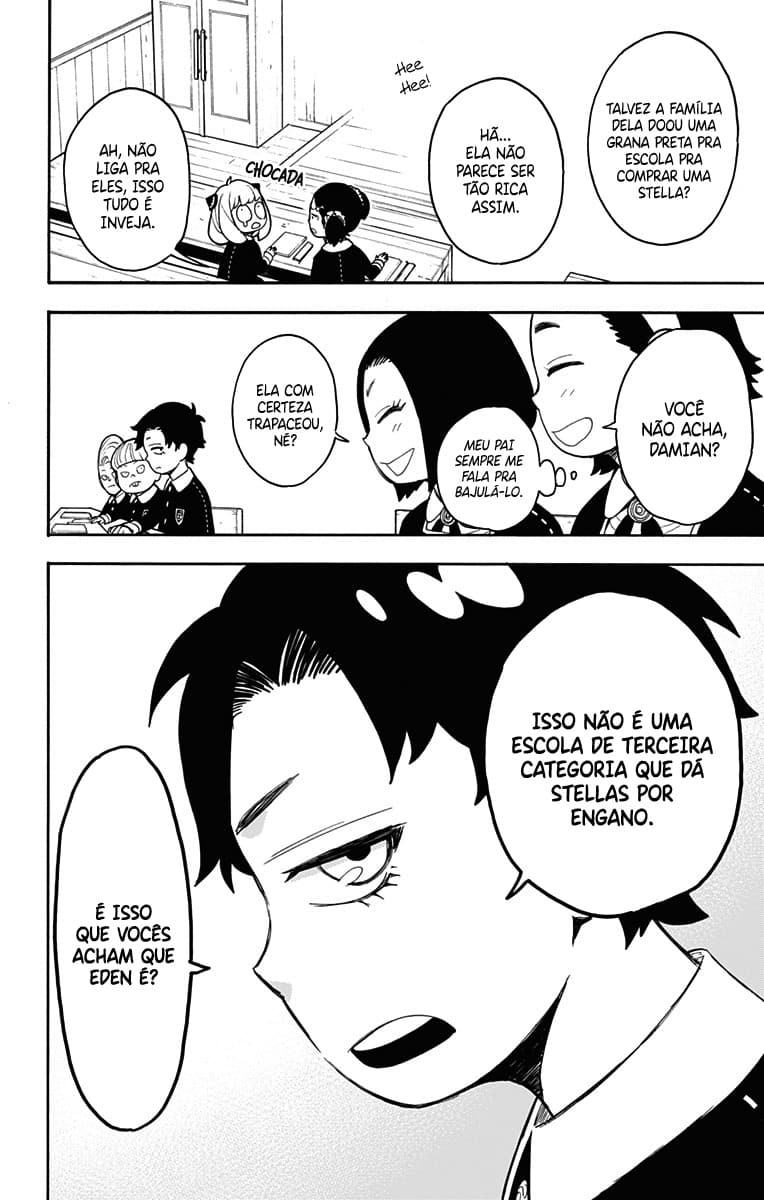 TALVEZ A FAMÍLIA
DELA DOOU UMA
GRANA PRETA PRA
ESCOLA PRA
COMPRAR UMA
STELLA?
HÃ...
ELA NÃO
PARECE SER
TÃO RICA
ASSIM.
Hee
Hee!
CHOCADA
AH, NÃO
LIGA PRA
ELES, ISSO
TUDO É
INVEJA.
VOCÊ
NÃO ACHA,
DAMIAN?
MEU PAI
SEMPRE ME
FALA PRA
BAJULÁ-LO.
ELA COM
CERTEZA
TRAPACEOU,
NÉ?
ISSO NÃO É UMA
ESCOLA DE TERCEIRA
CATEGORIA QUE DÁ
STELLAS POR
ENGANO.
É ISSO
QUE VOCÊS
ACHAM QUE
EDEN É?